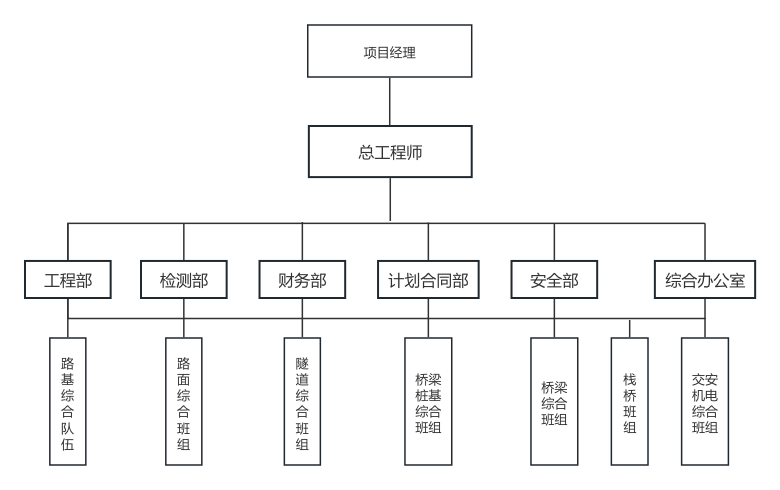 项目经理
总工程师
工程部
检测部
财务部
计划合同部
安全部
综合办公室
路
基
综
合
队
伍
路
面
综
合
班
组
隧
道
综
合
班
组
桥梁
桩基
综合
班组
桥梁
综合
班组
栈
桥
班
组
交安
机电
综合
班组